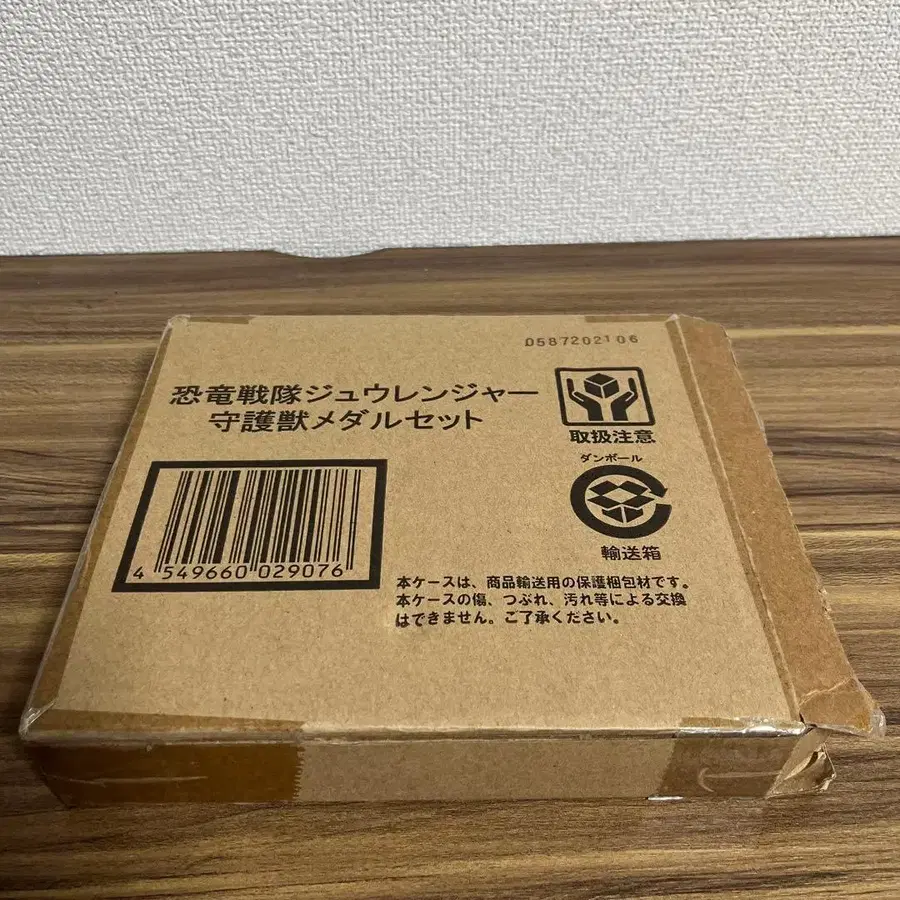 0587202106
恐竜戦隊ジュウレンジャー
守護獣メダルセット
取扱注意
ダンボール
輸送箱
4 549660 029076
本ケースは、商品輸送用の保護梱包材です。
本ケースの傷、つぶれ、汚れ等による交換
はできません。ご了承ください。